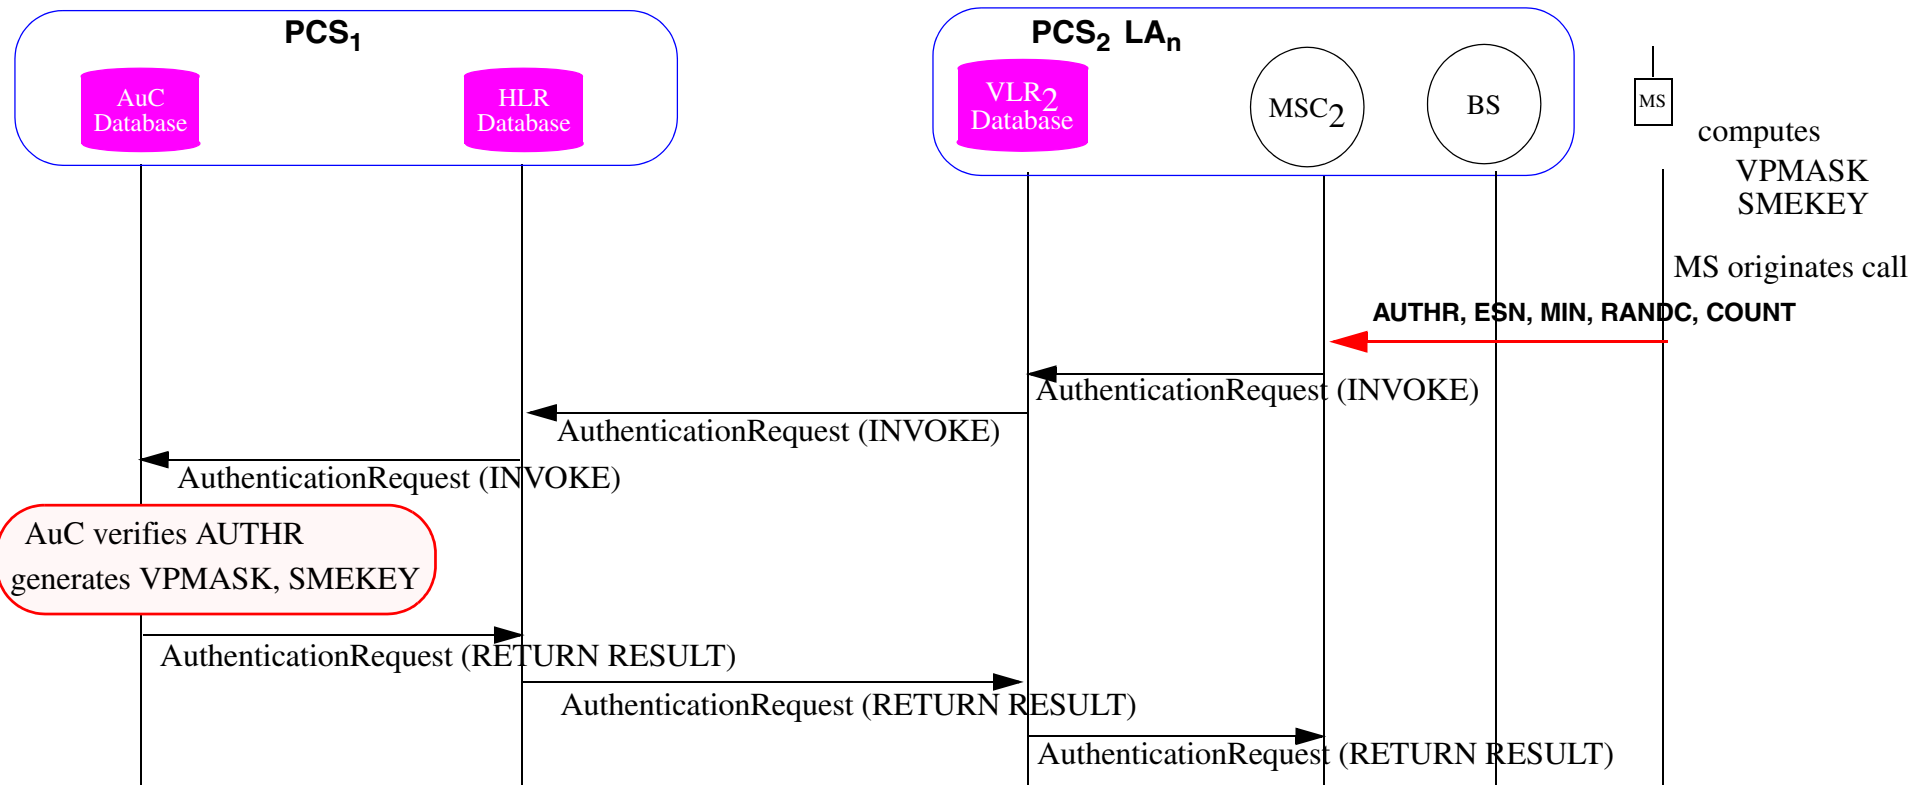 PCS1
PCS2 LAn
AuC
Database
HLR
Database
VLR2
Database
MSC2
BS
MS
computes
VPMASK
SMEKEY
MS originates call
AUTHR, ESN, MIN, RANDC, COUNT
AuthenticationRequest (INVOKE)
AuthenticationRequest (INVOKE)
AuthenticationRequest (INVOKE)
AuC verifies AUTHR
generates VPMASK, SMEKEY
AuthenticationRequest (RETURN RESULT)
AuthenticationRequest (RETURN RESULT)
AuthenticationRequest (RETURN RESULT)